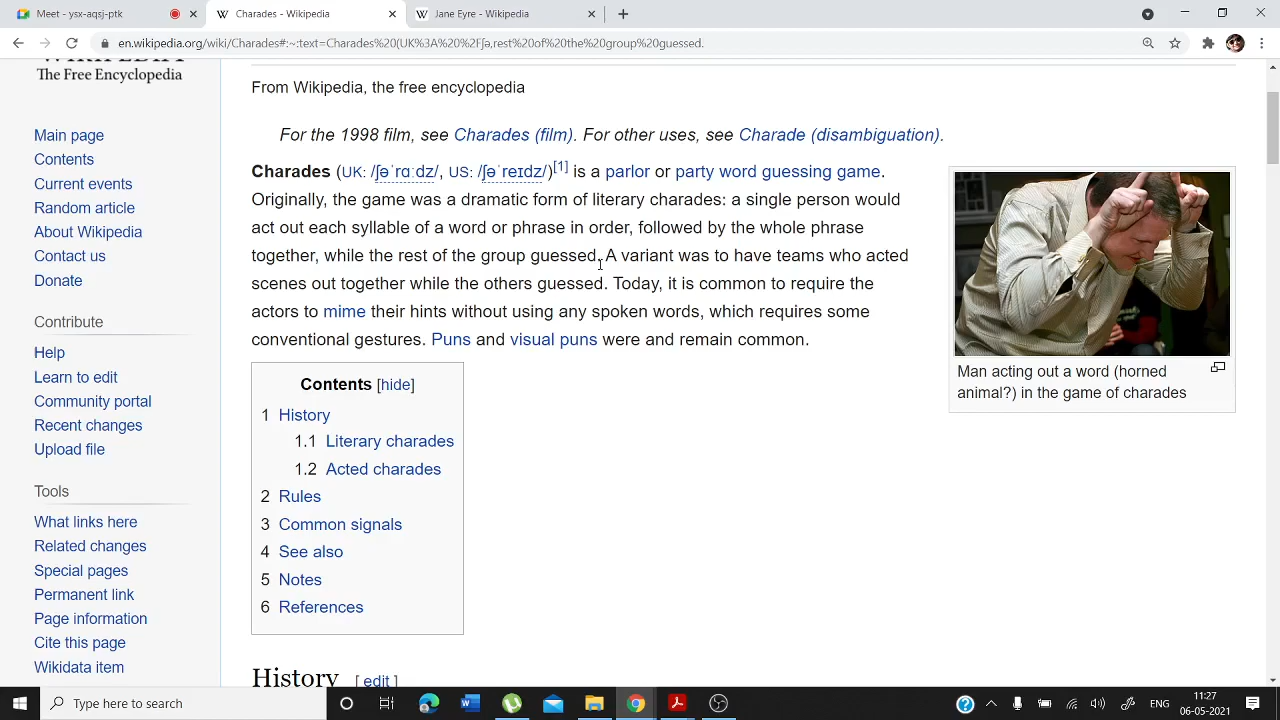 Meet - ysx-aqsj-ptk
Charades - Wikipedia
Jane Eyre - Wikipedia
en.wikipedia.org/wiki/Charades#:~:text=Charades%20(UK%3A%20%2Fʃə,rest%20of%20the%20group%20guessed.
The Free Encyclopedia
Main page
Contents
Current events
Random article
About Wikipedia
Contact us
Donate
Contribute
Help
Learn to edit
Community portal
Recent changes
Upload file
Tools
What links here
Related changes
Special pages
Permanent link
Page information
Cite this page
Wikidata item
From Wikipedia, the free encyclopedia
For the 1998 film, see Charades (film). For other uses, see Charade (disambiguation).
Charades (UK: /ʃəˈrɑːdz/, US: /ʃəˈreɪdz/)[1] is a parlor or party word guessing game.
Originally, the game was a dramatic form of literary charades: a single person would
act out each syllable of a word or phrase in order, followed by the whole phrase
together, while the rest of the group guessed. A variant was to have teams who acted
scenes out together while the others guessed. Today, it is common to require the
actors to mime their hints without using any spoken words, which requires some
conventional gestures. Puns and visual puns were and remain common.
Man acting out a word (horned
animal?) in the game of charades
Contents [hide]
1 History
1.1 Literary charades
1.2 Acted charades
2 Rules
3 Common signals
4 See also
5 Notes
6 References
History [ edit ]
Type here to search
ENG
11:27
06-05-2021